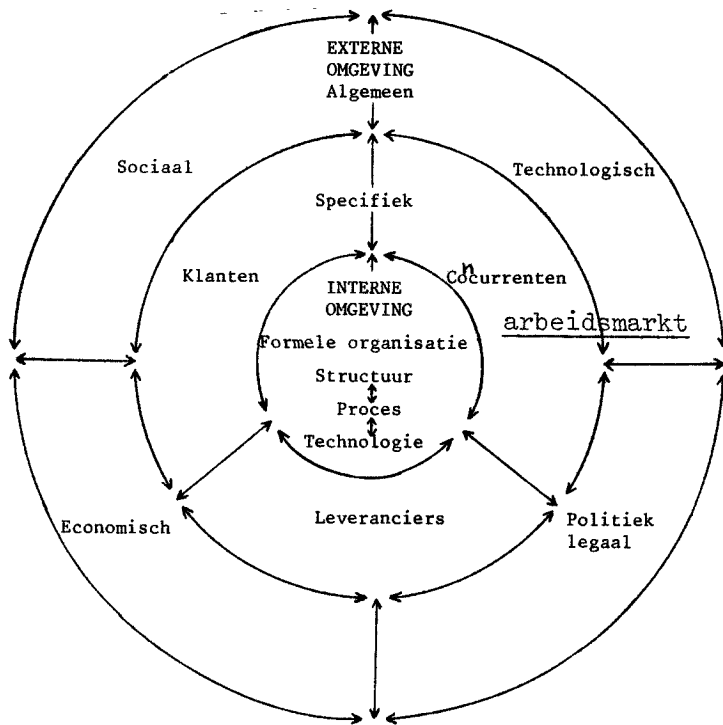 EXTERNE
OMGEVING
Algemeen
Sociaal
Technologisch
Specifiek
Klanten
Concurrenten
INTERNE
OMGEVING
arbeidsmarkt
Formele organisatie
Structuur
Proces
Technologie
Economisch
Leveranciers
Politiek
legaal